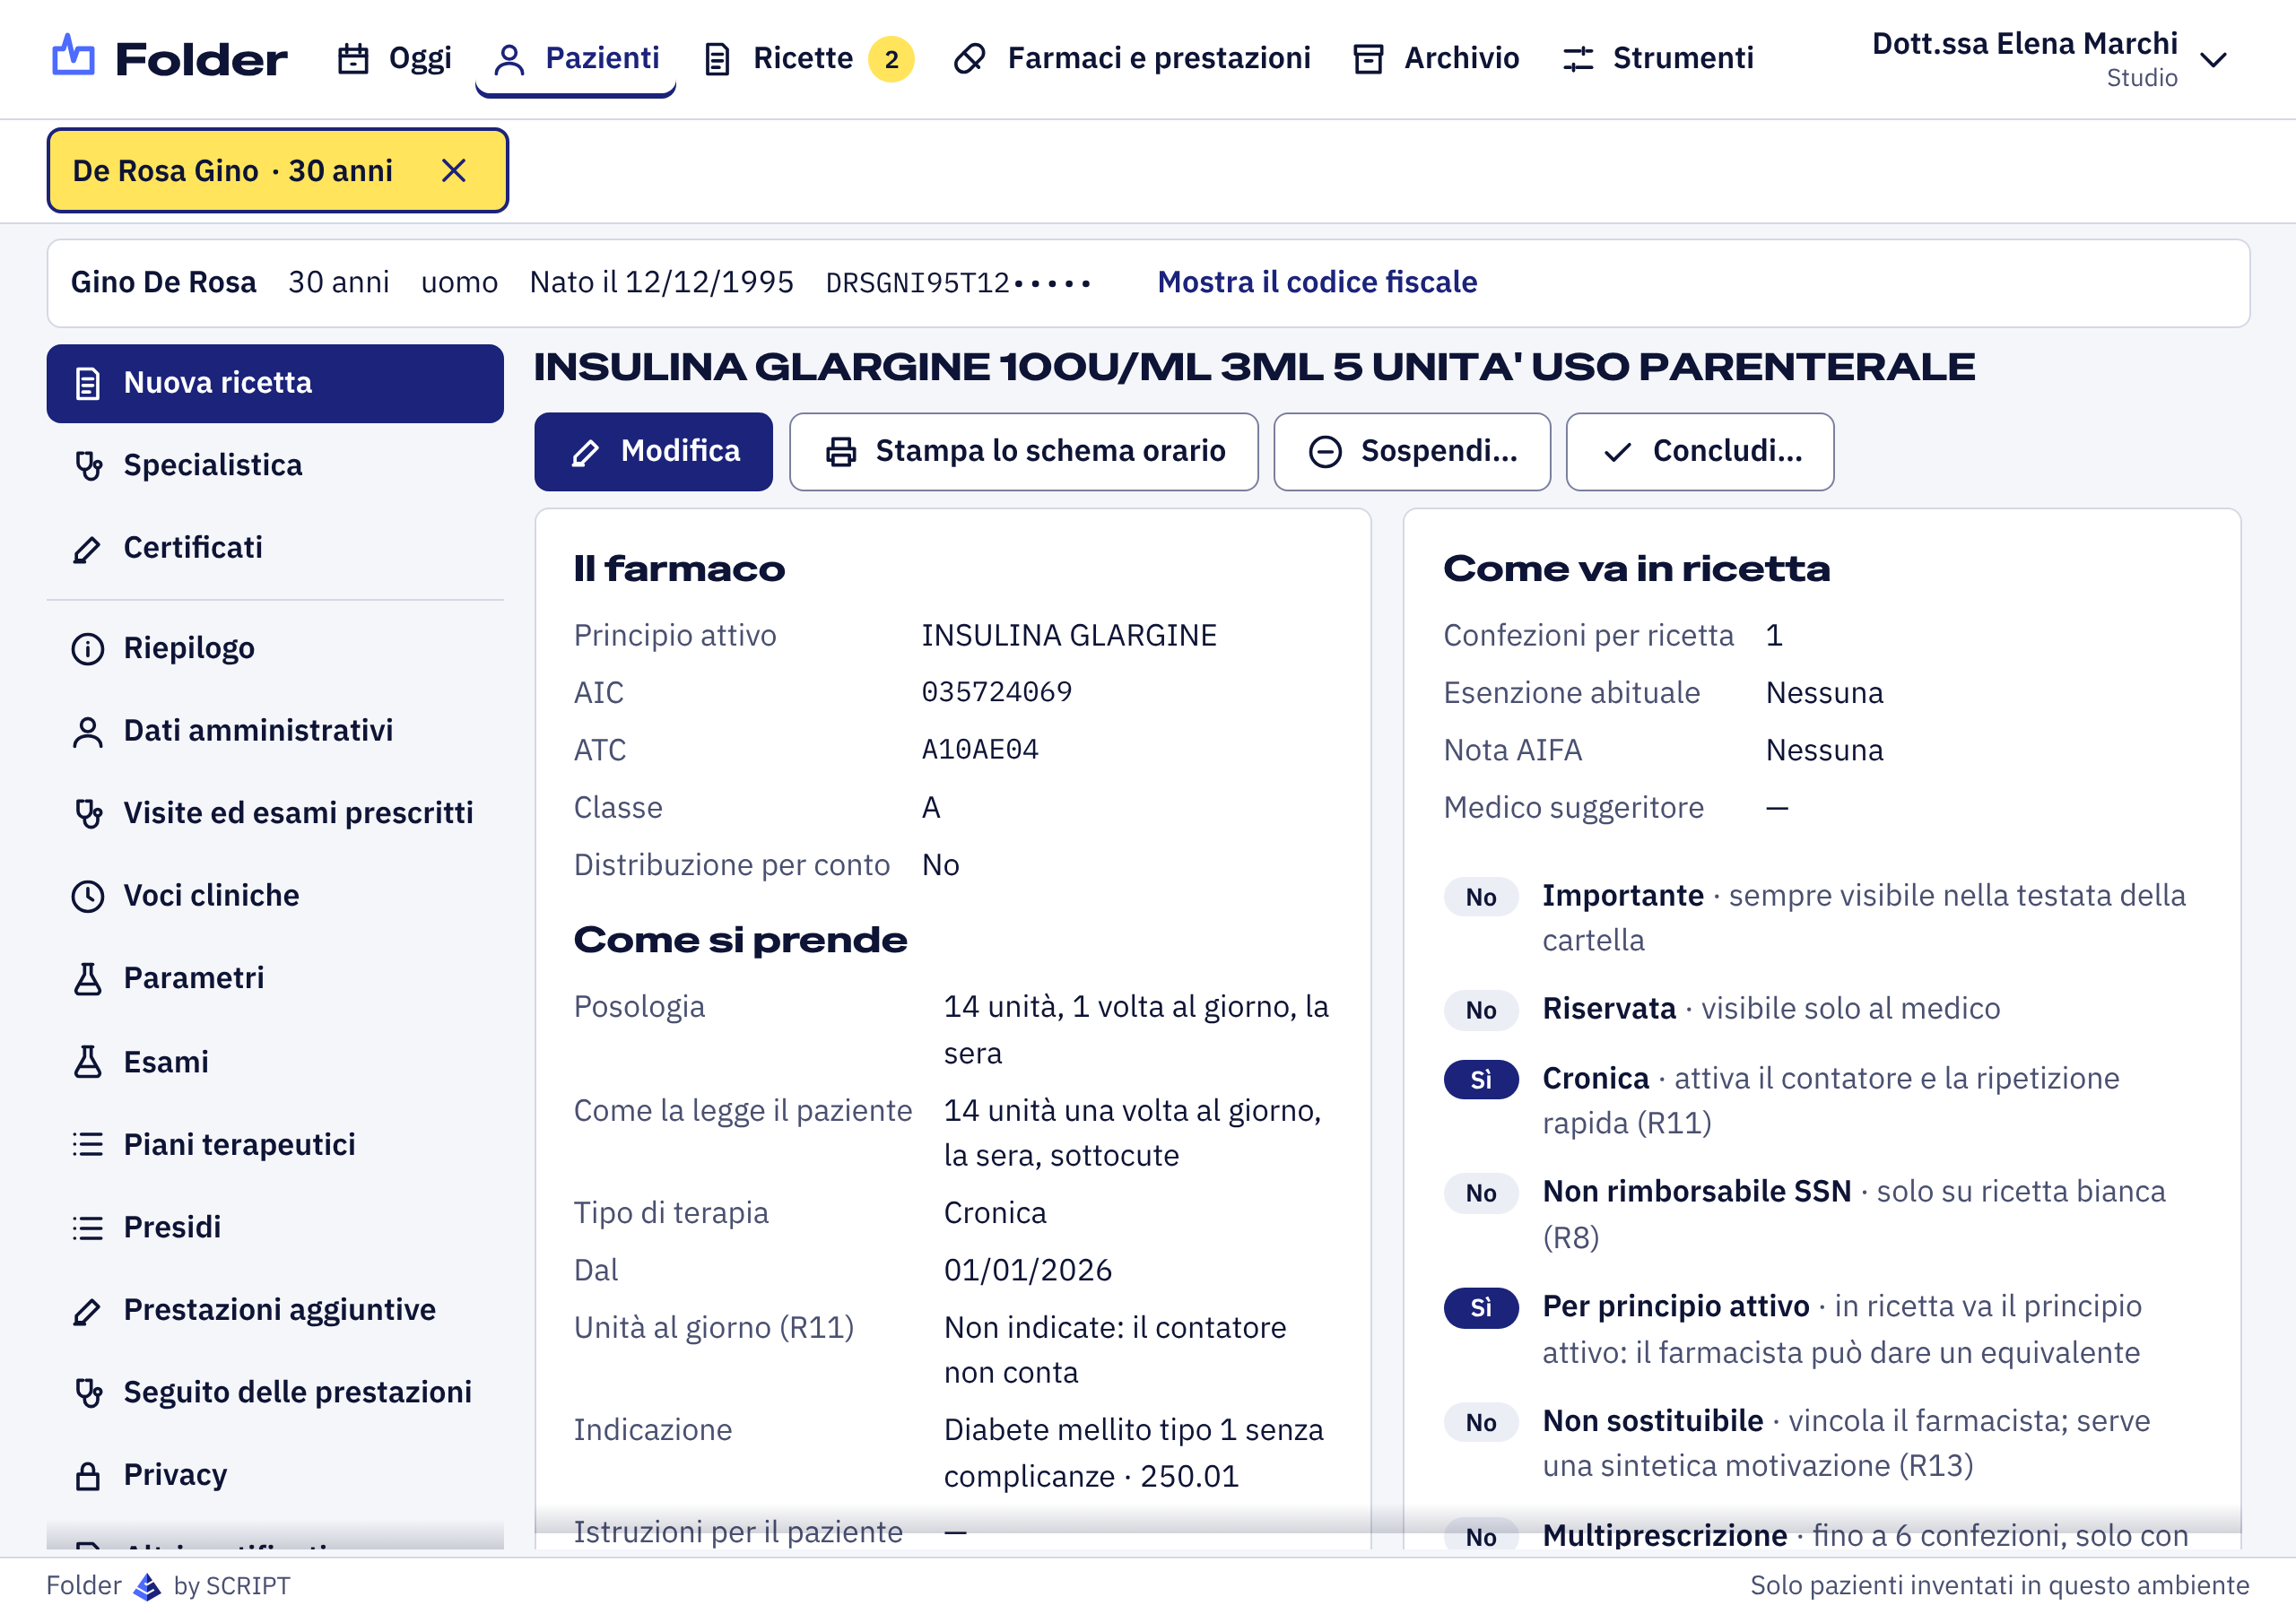 Folder
Oggi
Pazienti
Ricette 2
Farmaci e prestazioni
Archivio
Strumenti
Dott.ssa Elena Marchi
Studio
De Rosa Gino · 30 anni
Gino De Rosa 30 anni uomo Nato il 12/12/1995 DRSGNI95T12••••• Mostra il codice fiscale
Nuova ricetta
Specialistica
Certificati
Riepilogo
Dati amministrativi
Visite ed esami prescritti
Voci cliniche
Parametri
Esami
Piani terapeutici
Presidi
Prestazioni aggiuntive
Seguito delle prestazioni
Privacy
INSULINA GLARGINE 100U/ML 3ML 5 UNITA' USO PARENTERALE
Modifica
Stampa lo schema orario
Sospendi...
Concludi...
Il farmaco
Principio attivo INSULINA GLARGINE
AIC 035724069
ATC A10AE04
Classe A
Distribuzione per conto No
Come si prende
Posologia 14 unità, 1 volta al giorno, la
sera
Come la legge il paziente 14 unità una volta al giorno,
la sera, sottocute
Tipo di terapia Cronica
Dal 01/01/2026
Unità al giorno (R11) Non indicate: il contatore
non conta
Indicazione Diabete mellito tipo 1 senza
complicanze · 250.01
Istruzioni per il paziente —
Come va in ricetta
Confezioni per ricetta 1
Esenzione abituale Nessuna
Nota AIFA Nessuna
Medico suggeritore —
No Importante · sempre visibile nella testata della
cartella
No Riservata · visibile solo al medico
Sì Cronica · attiva il contatore e la ripetizione
rapida (R11)
No Non rimborsabile SSN · solo su ricetta bianca
(R8)
Sì Per principio attivo · in ricetta va il principio
attivo: il farmacista può dare un equivalente
No Non sostituibile · vincola il farmacista; serve
una sintetica motivazione (R13)
No Multiprescrizione · fino a 6 confezioni, solo con
Folder by SCRIPT
Solo pazienti inventati in questo ambiente